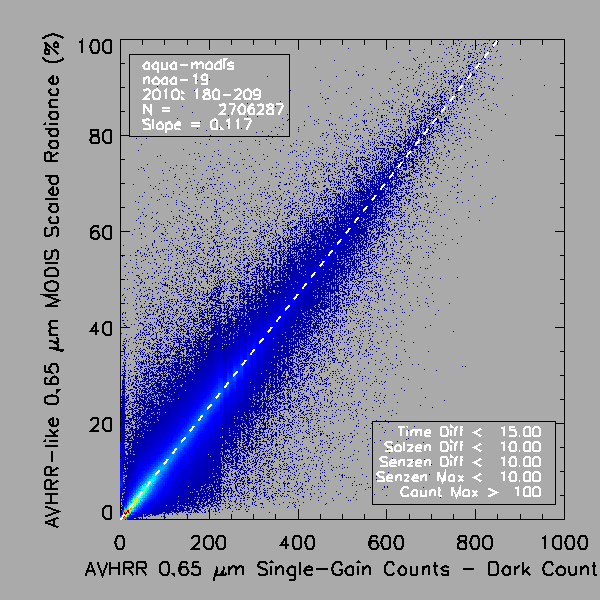 100
80
60
40
20
0
AVHRR-like 0.65 µm MODIS Scaled Radiance (%)
aqua-modis
noaa-19
2010: 180-209
N = 2706287
Slope = 0.117
Time Diff < 15.00
Solzen Diff < 10.00
Senzen Diff < 10.00
Senzen Max < 10.00
Count Max > 100
0 200 400 600 800 1000
AVHRR 0.65 µm Single-Gain Counts - Dark Count